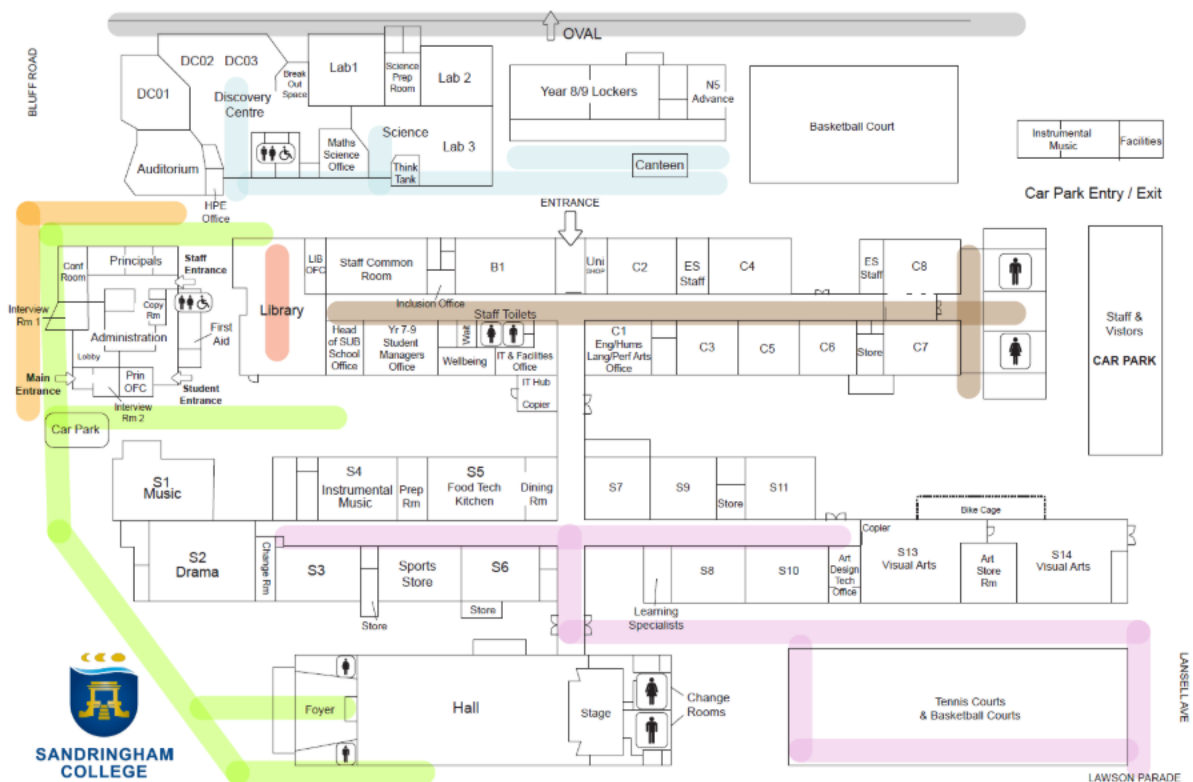 OVAL
BLUFF ROAD
DC02 DC03
Lab1
Science
Prep
Room
Lab 2
Break
Out
Space
DC01
Discovery
Centre
Year 8/9 Lockers
N5
Advance
Basketball Court
Instrumental
Music
Facilities
Maths
Science
Office
Science
Lab 3
Think
Tank
Canteen
Auditorium
HPE
Office
Car Park Entry / Exit
ENTRANCE
Principals
Conf
Room
Staff
Entrance
Copy
Rm
Interview
Rm 1
Administration
First
Aid
Lobby
Prin
OFC
Main
Entrance
Student
Entrance
Interview
Rm 2
Car Park
Library
LIB
OFC
Staff Common
Room
B1
Inclusion Office
Uni
SHOP
C2
ES
Staff
C4
ES
Staff
C8
Staff Toilets
Head
of SUB
School
Office
Yr 7-9
Student
Managers
Office
Wait
Wellbeing
IT & Facilities
Office
IT Hub
Copier
C1
Eng/Hums
Lang/Perf Arts
Office
C3
C5
C6
Store
C7
Staff &
Vistors
CAR PARK
S1
Music
S4
Instrumental
Music
Prep
Rm
S5
Food Tech
Kitchen
Dining
Rm
S7
S9
Store
S11
Bike Cage
S2
Drama
Change Rm
S3
Store
Sports
Store
S6
Store
Learning
Specialists
S8
S10
Copier
Art
Design
Tech
Office
S13
Visual Arts
Art
Store
Rm
S14
Visual Arts
Foyer
Hall
Stage
Change
Rooms
Tennis Courts
& Basketball Courts
LANSELL AVE
LAWSON PARADE
SANDRINGHAM
COLLEGE